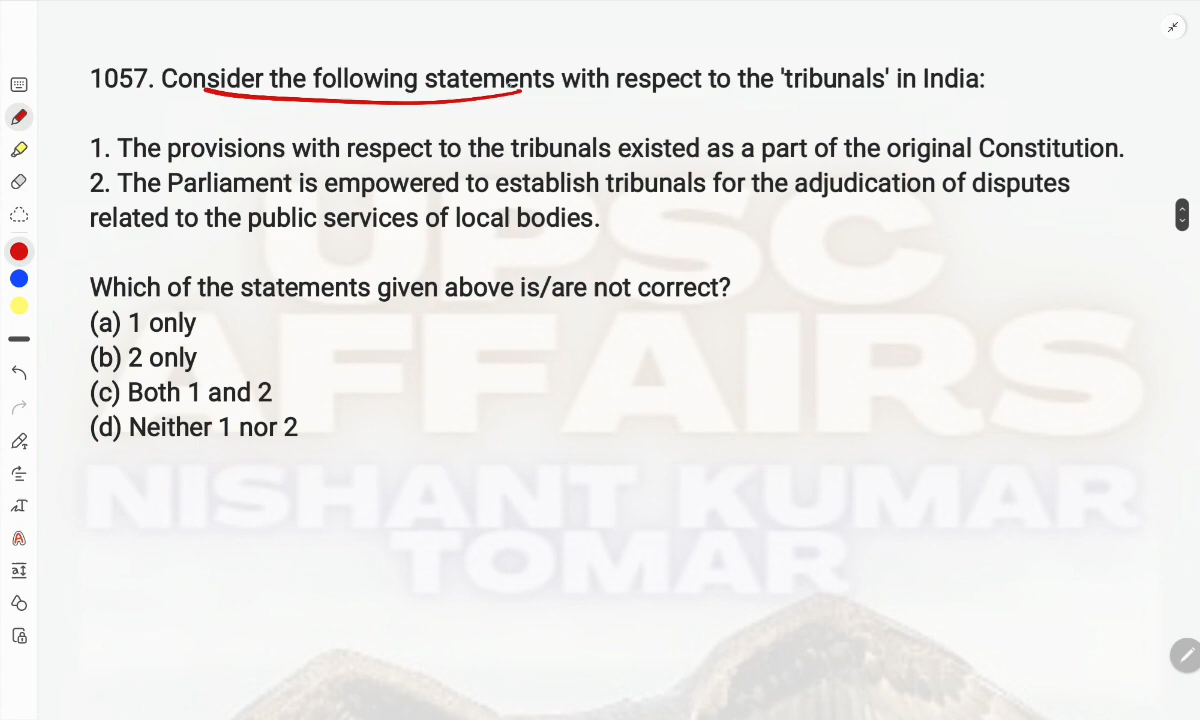 1057. Consider the following statements with respect to the 'tribunals' in India:
1. The provisions with respect to the tribunals existed as a part of the original Constitution.
2. The Parliament is empowered to establish tribunals for the adjudication of disputes
related to the public services of local bodies.
Which of the statements given above is/are not correct?
(a) 1 only
(b) 2 only
(c) Both 1 and 2
(d) Neither 1 nor 2
UPSC
AFFAIRS
NISHANT KUMAR
TOMAR